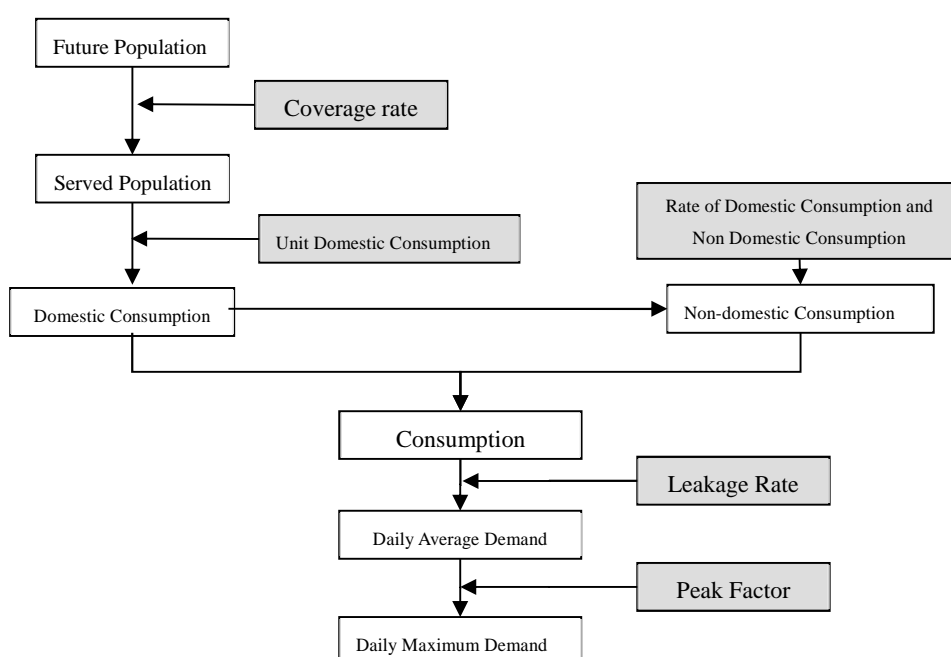 Future Population
Coverage rate
Served Population
Rate of Domestic Consumption and
Non Domestic Consumption
Unit Domestic Consumption
Domestic Consumption
Non-domestic Consumption
Consumption
Leakage Rate
Daily Average Demand
Peak Factor
Daily Maximum Demand